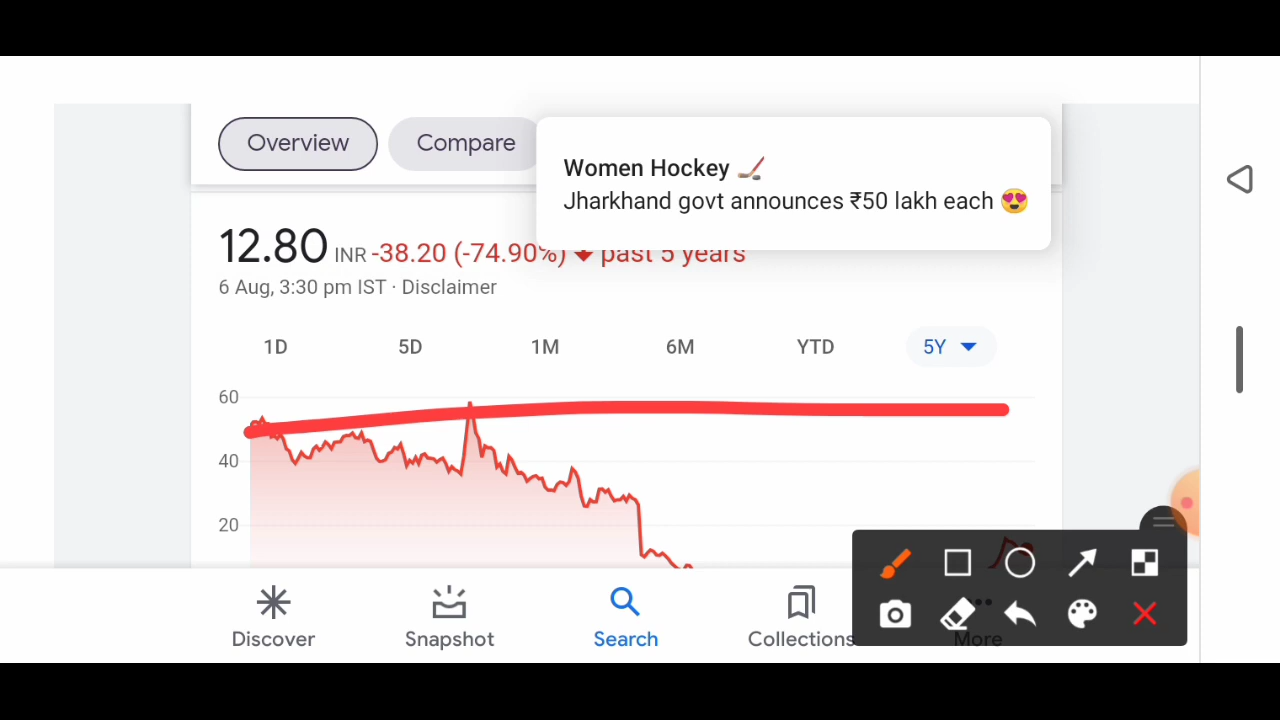 Overview
Compare
Women Hockey 🏒
Jharkhand govt announces ₹50 lakh each 😍
12.80 INR -38.20 (-74.90%) past 5 years
6 Aug, 3:30 pm IST · Disclaimer
1D 5D 1M 6M YTD 5Y
60
40
20
Discover Snapshot Search Collections More